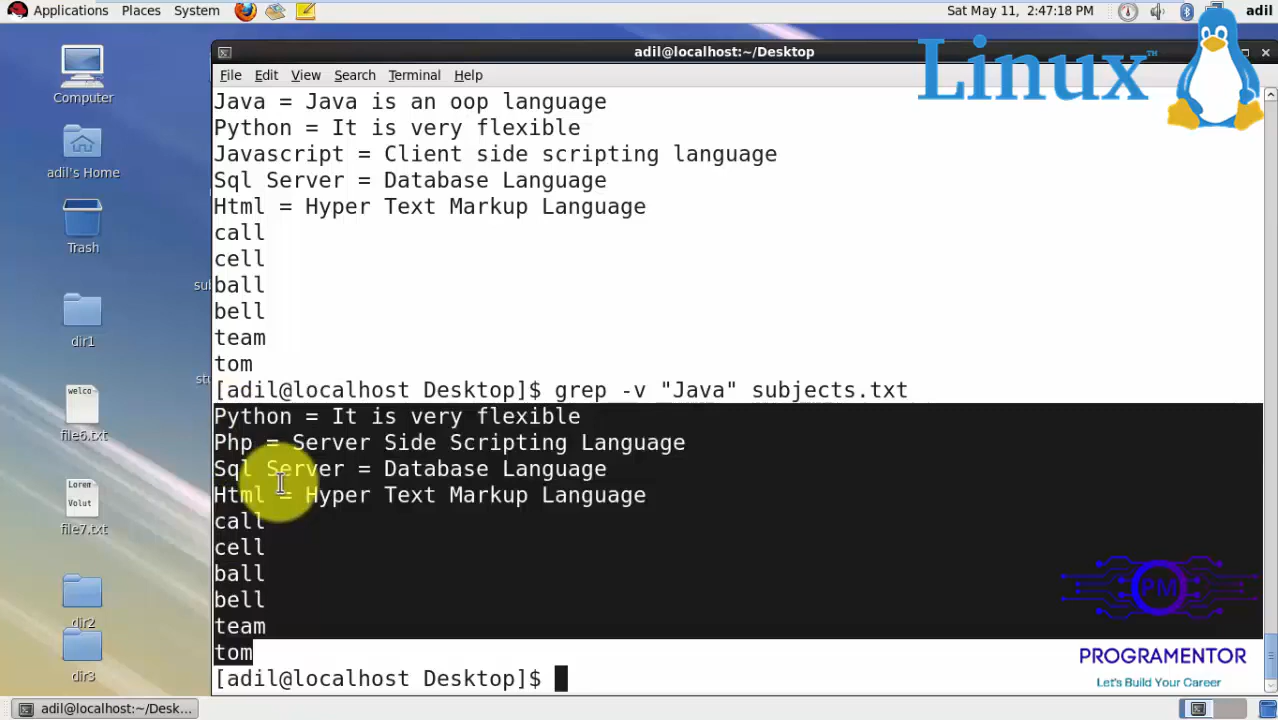 Applications Places System
Sat May 11, 2:47:18 PM
adil
Linux™
adil@localhost:~/Desktop
File Edit View Search Terminal Help
Computer
adil's Home
Trash
dir1
welco
file6.txt
Lorem
Volut
file7.txt
dir2
dir3
Java = Java is an oop language
Python = It is very flexible
Javascript = Client side scripting language
Sql Server = Database Language
Html = Hyper Text Markup Language
call
cell
ball
bell
team
tom
[adil@localhost Desktop]$ grep -v "Java" subjects.txt
Python = It is very flexible
Php = Server Side Scripting Language
Sql Server = Database Language
Html = Hyper Text Markup Language
call
cell
ball
bell
team
tom
[adil@localhost Desktop]$
PM
PROGRAMENTOR
Let's Build Your Career
adil@localhost:~/Desk...